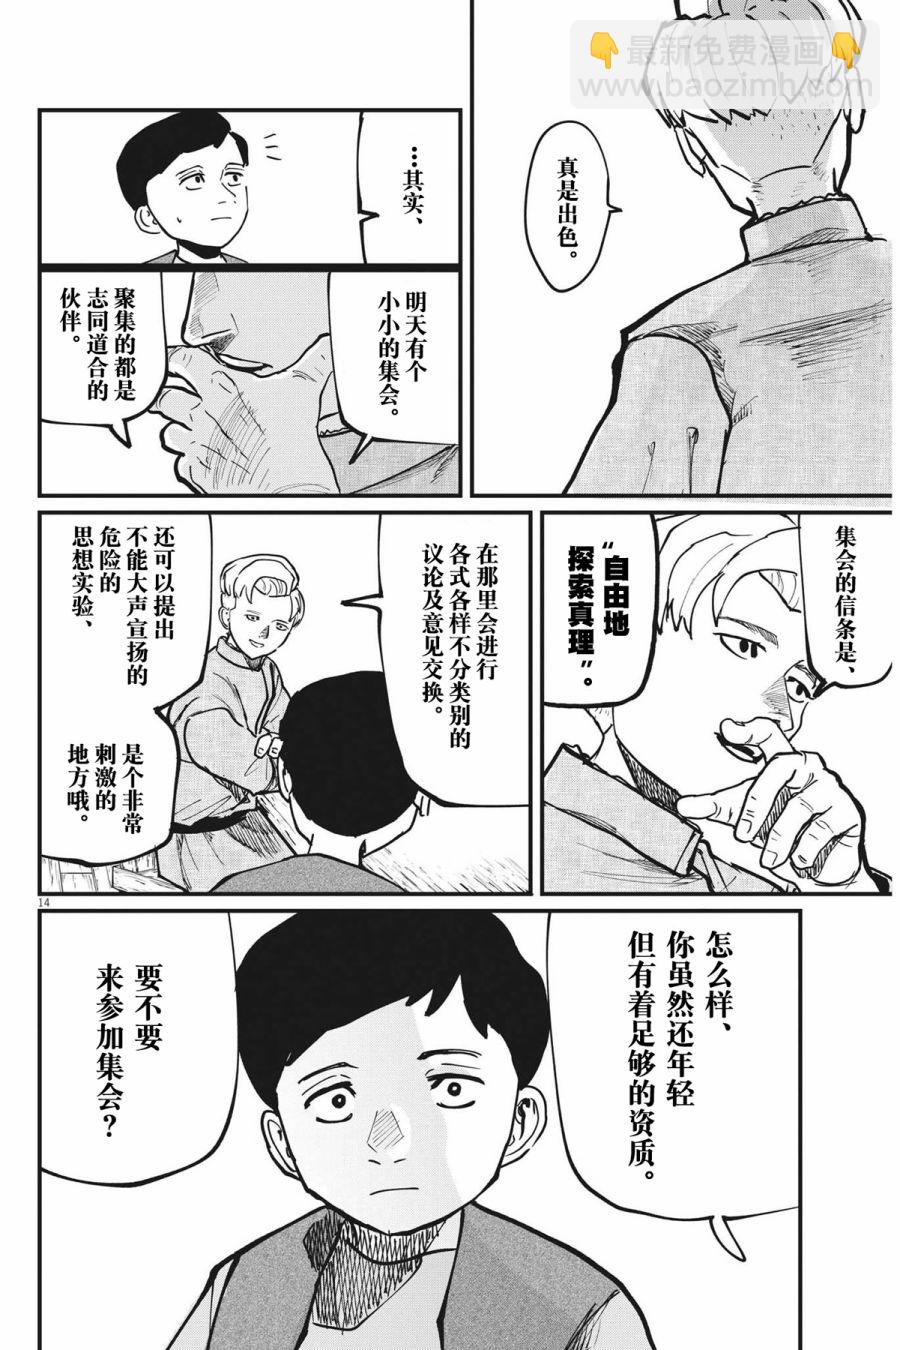 最新免费漫画
www.baozimh.com
真是出色。
…其实、
明天有个
小小的集会。
聚集的都是
志同道合的
伙伴。
集会的信条是、
“自由地
探索真理”。
在那里会进行
各式各样不分类别的
议论及意见交换。
还可以提出
不能大声宣扬的
危险的
思想实验、
是个非常
刺激的
地方哦。
14
怎么样、
你虽然还年轻
但有着足够的资质。
要不要
来参加集会？